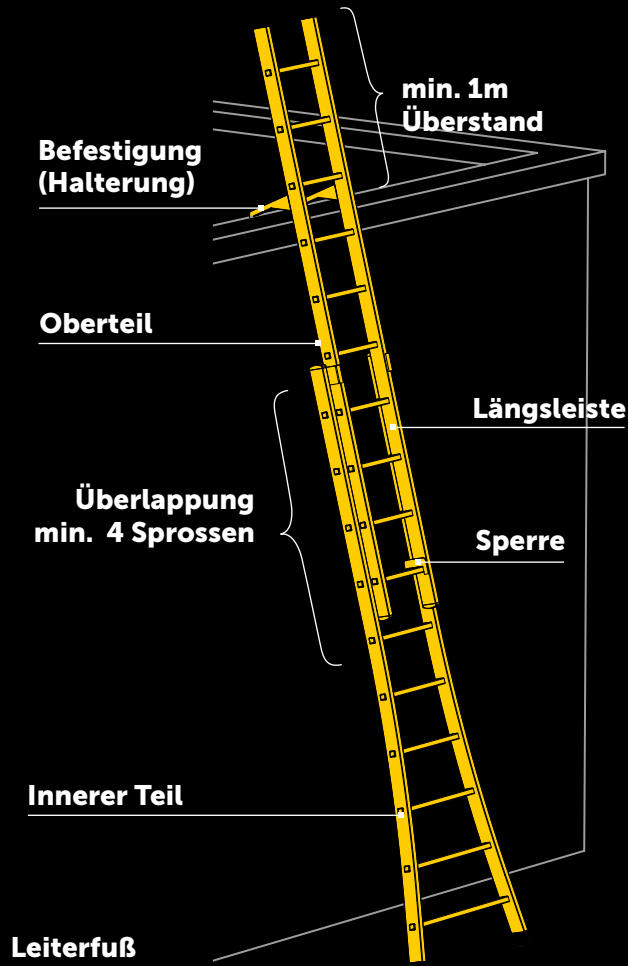 min. 1m
Überstand
Befestigung
(Halterung)
Oberteil
Längsleiste
Überlappung
min. 4 Sprossen
Sperre
Innerer Teil
Leiterfuß